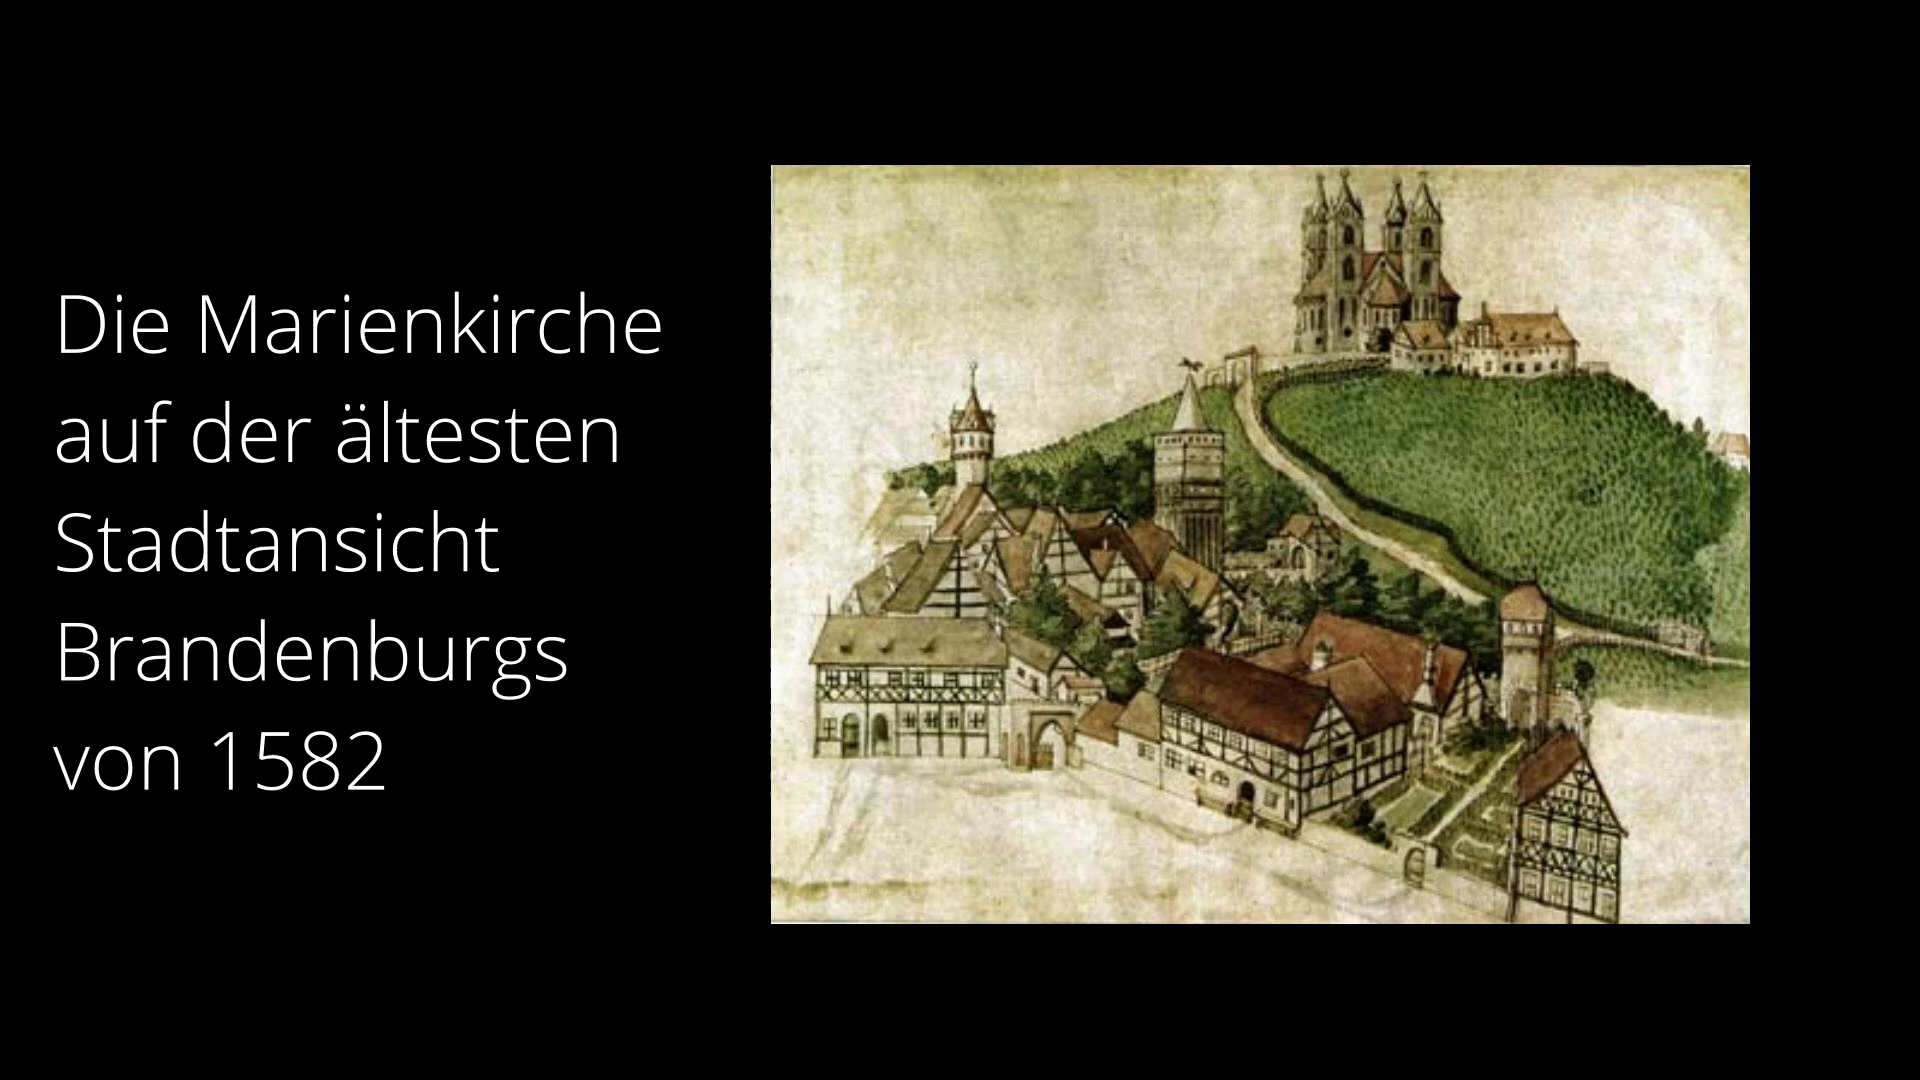 Die Marienkirche
auf der ältesten
Stadtansicht
Brandenburgs
von 1582